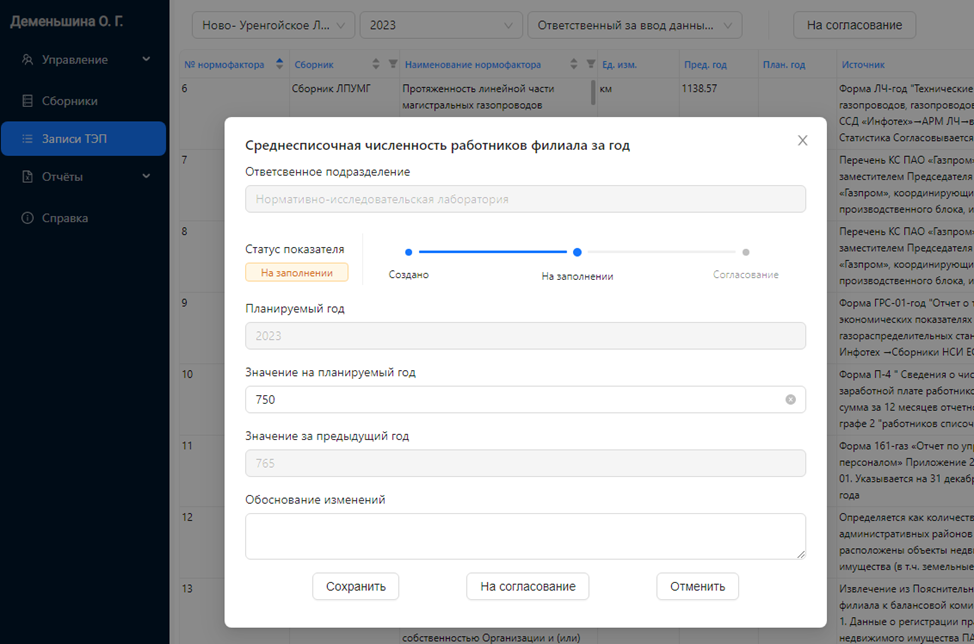 Деменьшина О. Г.
Управление
Сборники
Записи ТЭП
Отчёты
Справка
Ново- Уренгойское Л...
2023
Ответственный за ввод данны...
На согласование
№ нормофактора
Сборник
Наименование нормофактора
Ед. изм.
Пред. год
План. год
Источник
6
Сборник ЛПУМГ
Протяженность линейной части
магистральных газопроводов
км
1138.57
Форма ЛЧ-год "Технические
газопроводов, газопроводов
ССД «Инфотех»→АРМ ЛЧ→в
Статистика Согласовывается
7
Перечень КС ПАО «Газпром»
заместителем Председателя
«Газпром», координирующи
производственного блока, и
8
Перечень КС ПАО «Газпром»
заместителем Председателя
«Газпром», координирующи
производственного блока, и
9
Форма ГРС-01-год "Отчет о т
экономических показателях
газораспределительных стан
Инфотех →Сборники НСИ ЕС
10
Форма П-4 " Сведения о чис
заработной плате работнико
сумма за 12 месяцев отчетн
графе 2 "работников списоч
11
Форма 161-газ «Отчет по упр
персоналом» Приложение 2
01. Указывается на 31 декабр
года
12
Определяется как количеств
административных районов
расположены объекты недв
имущества (в т.ч. земельные
13
Извлечение из Пояснительн
филиала к балансовой коми
1. Данные о регистрации пр
недвижимого имущества ПА
собственностью Организации и (или)
Среднесписочная численность работников филиала за год
Ответсвенное подразделение
Нормативно-исследовательская лаборатория
Статус показателя
На заполнении
Создано
На заполнении
Согласование
Планируемый год
2023
Значение на планируемый год
750
Значение за предыдущий год
765
Обоснование изменений
Сохранить
На согласование
Отменить